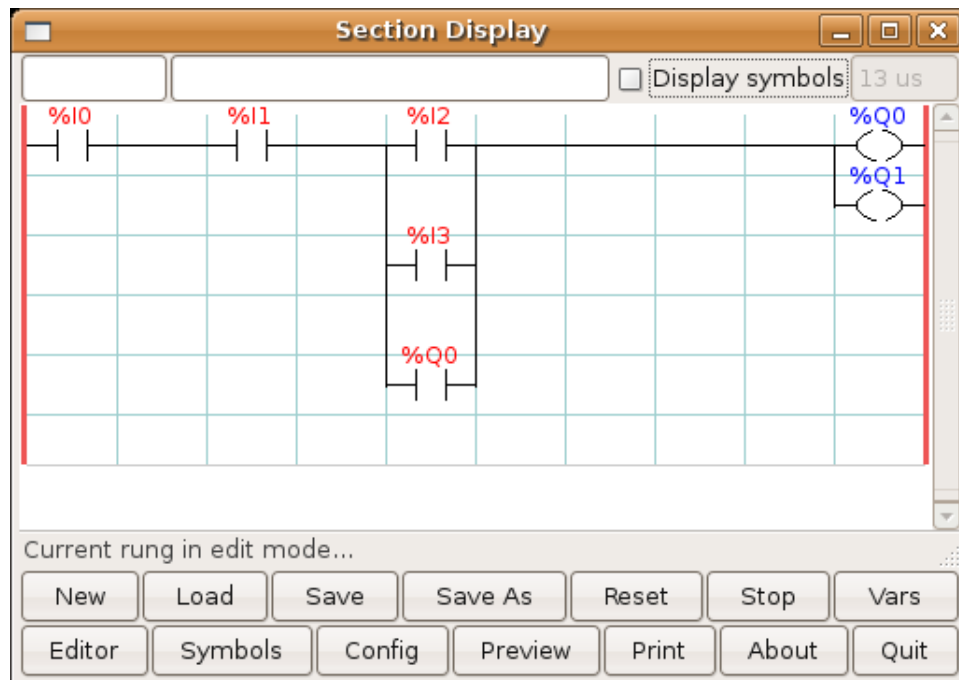 Section Display
Display symbols 13 us
%I0 %I1 %I2 %Q0
%Q1
%I3
%Q0
Current rung in edit mode...
New Load Save Save As Reset Stop Vars
Editor Symbols Config Preview Print About Quit